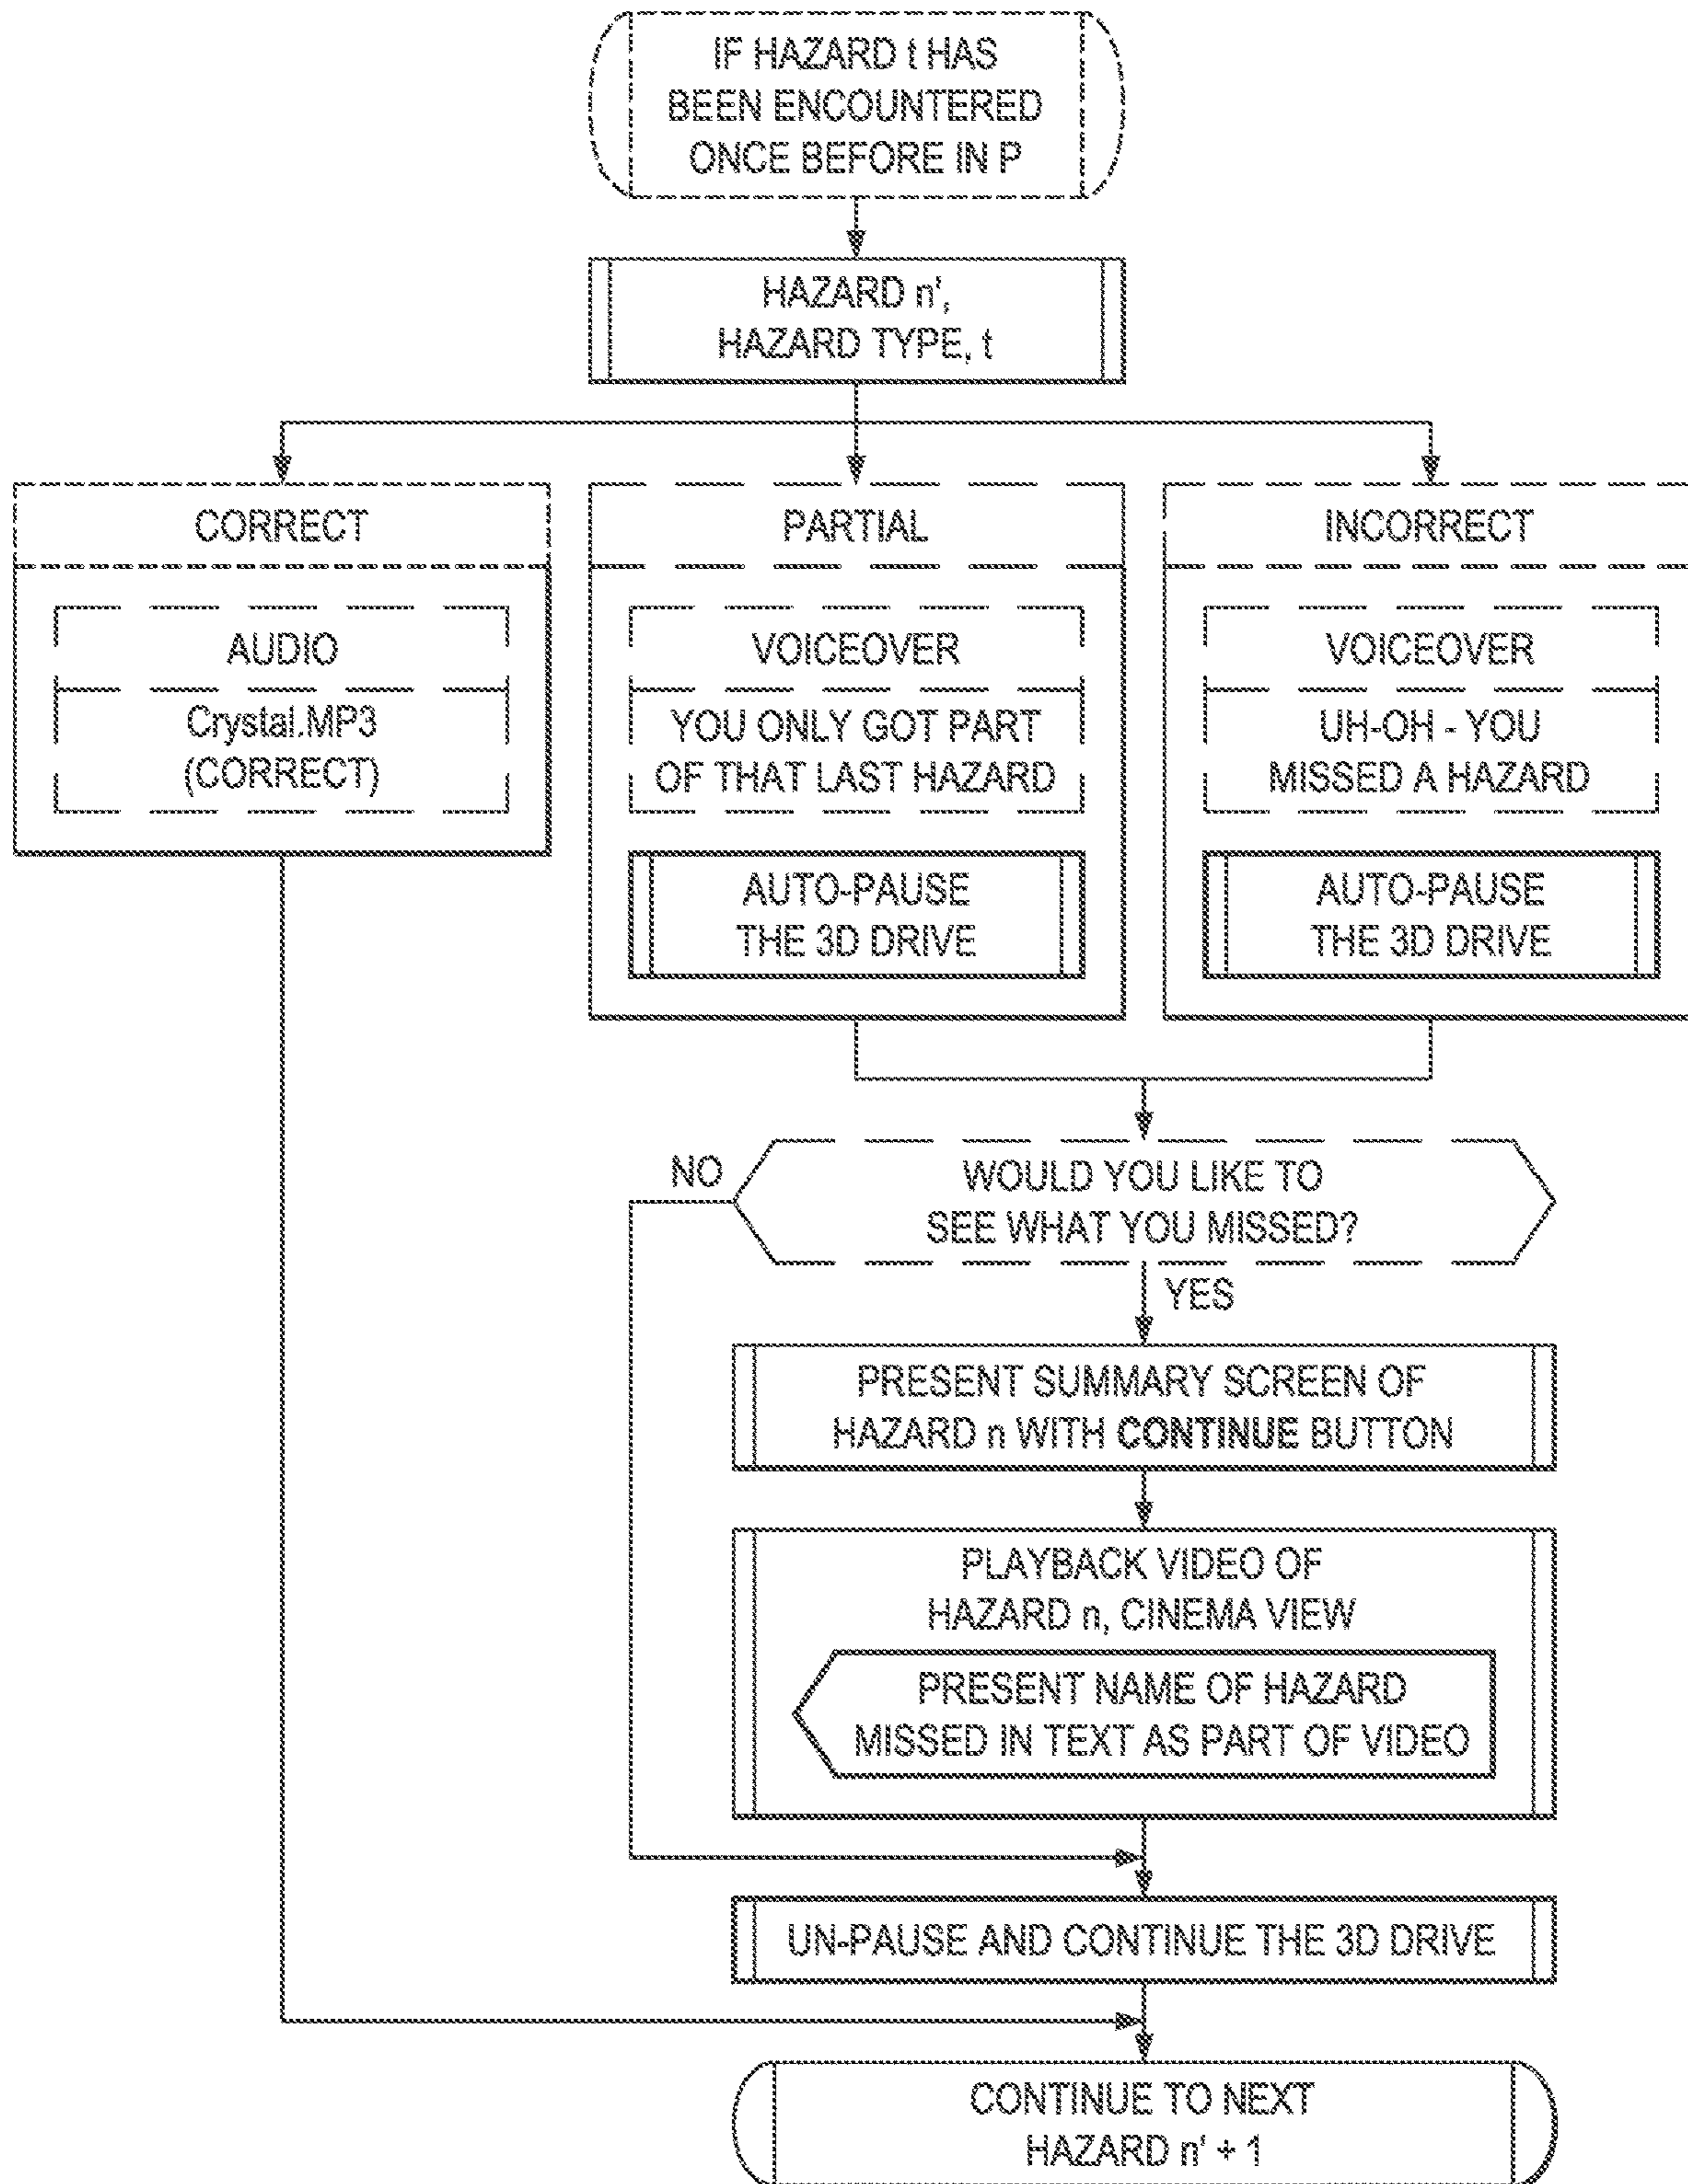 IF HAZARD t HAS
BEEN ENCOUNTERED
ONCE BEFORE IN P
HAZARD n',
HAZARD TYPE, t
CORRECT
AUDIO
Crystal.MP3
(CORRECT)
PARTIAL
VOICEOVER
YOU ONLY GOT PART
OF THAT LAST HAZARD
AUTO-PAUSE
THE 3D DRIVE
INCORRECT
VOICEOVER
UH-OH - YOU
MISSED A HAZARD
AUTO-PAUSE
THE 3D DRIVE
WOULD YOU LIKE TO
SEE WHAT YOU MISSED?
NO
YES
PRESENT SUMMARY SCREEN OF
HAZARD n WITH CONTINUE BUTTON
PLAYBACK VIDEO OF
HAZARD n, CINEMA VIEW
PRESENT NAME OF HAZARD
MISSED IN TEXT AS PART OF VIDEO
UN-PAUSE AND CONTINUE THE 3D DRIVE
CONTINUE TO NEXT
HAZARD n' + 1